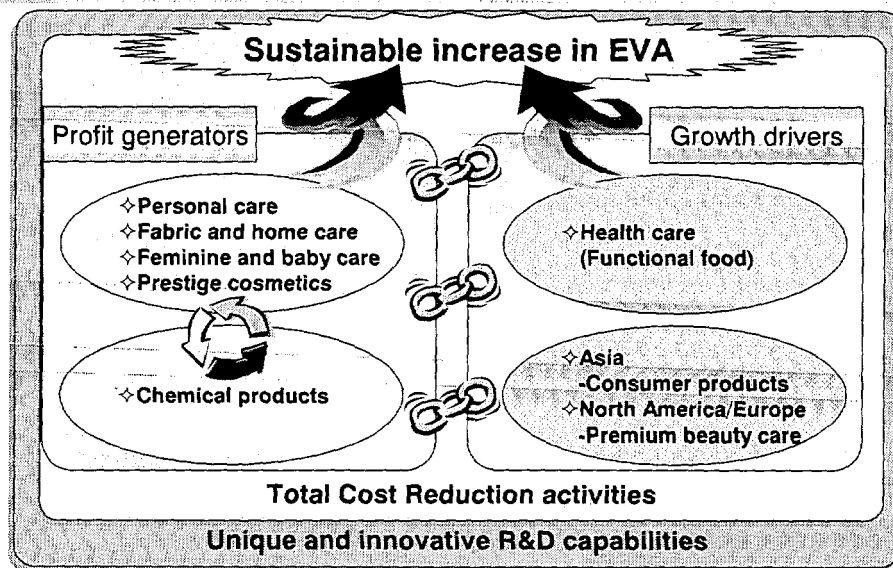 Sustainable increase in EVA
Profit generators
✧Personal care
✧Fabric and home care
✧Feminine and baby care
✧Prestige cosmetics
✧Chemical products
Growth drivers
✧Health care
(Functional food)
✧Asia
-Consumer products
✧North America/Europe
-Premium beauty care
Total Cost Reduction activities
Unique and innovative R&D capabilities